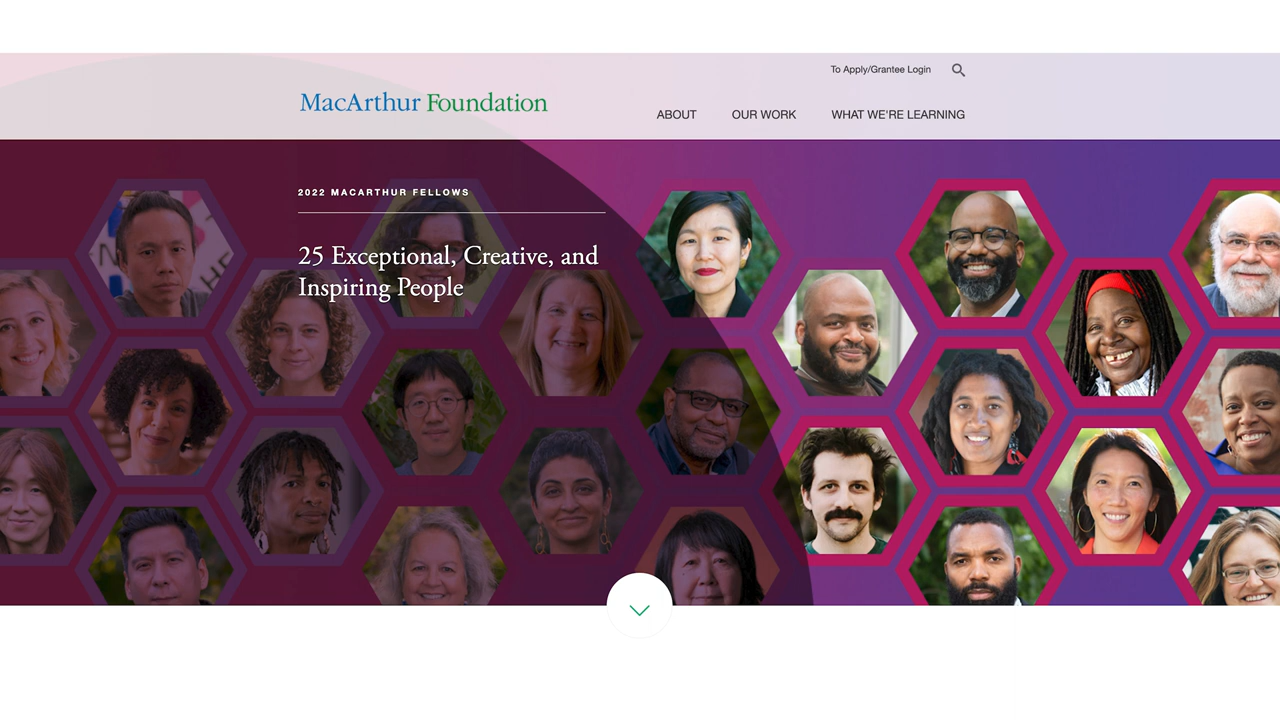 To Apply/Grantee Login
MacArthur Foundation
ABOUT OUR WORK WHAT WE'RE LEARNING
2022 MACARTHUR FELLOWS
25 Exceptional, Creative, and
Inspiring People